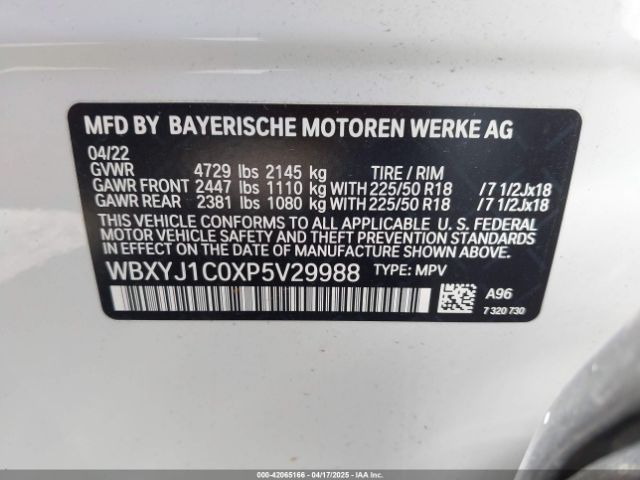 MFD BY BAYERISCHE MOTOREN WERKE AG
04/22
GVWR 4729 lbs 2145 kg TIRE / RIM
GAWR FRONT 2447 lbs 1110 kg WITH 225/50 R18 /7 1/2Jx18
GAWR REAR 2381 lbs 1080 kg WITH 225/50 R18 /7 1/2Jx18
THIS VEHICLE CONFORMS TO ALL APPLICABLE U. S. FEDERAL
MOTOR VEHICLE SAFETY AND THEFT PREVENTION STANDARDS
IN EFFECT ON THE DATE OF MANUFACTURE SHOWN ABOVE.
WBXYJ1C0XP5V29988 TYPE: MPV
A96
7 320 730
000-42065166 - 04/17/2025 - IAAI Copart